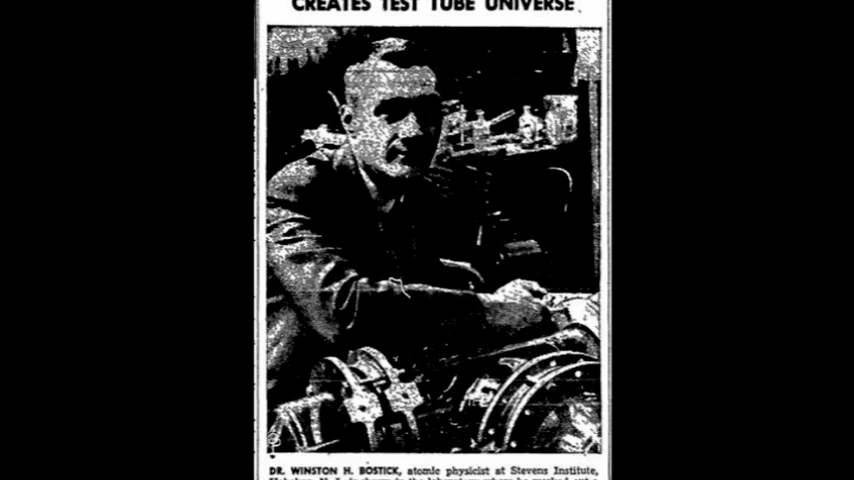 CREATES TEST TUBE UNIVERSE
DR. WINSTON H. BOSTICK, atomic physicist at Stevens Institute,